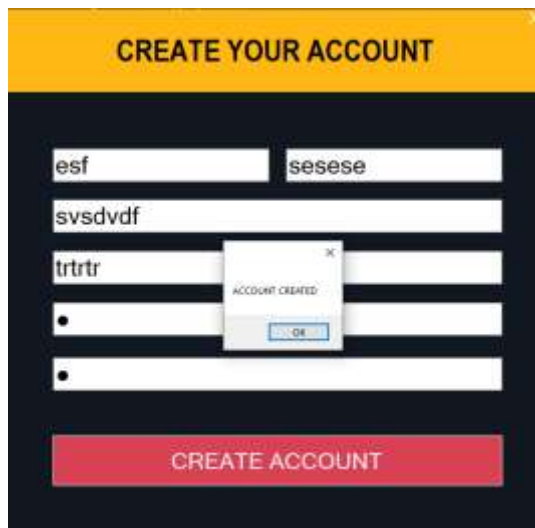 CREATE YOUR ACCOUNT
esf sesese
svsdvdf
trtrtr
ACCOUNT CREATED
OK
CREATE ACCOUNT